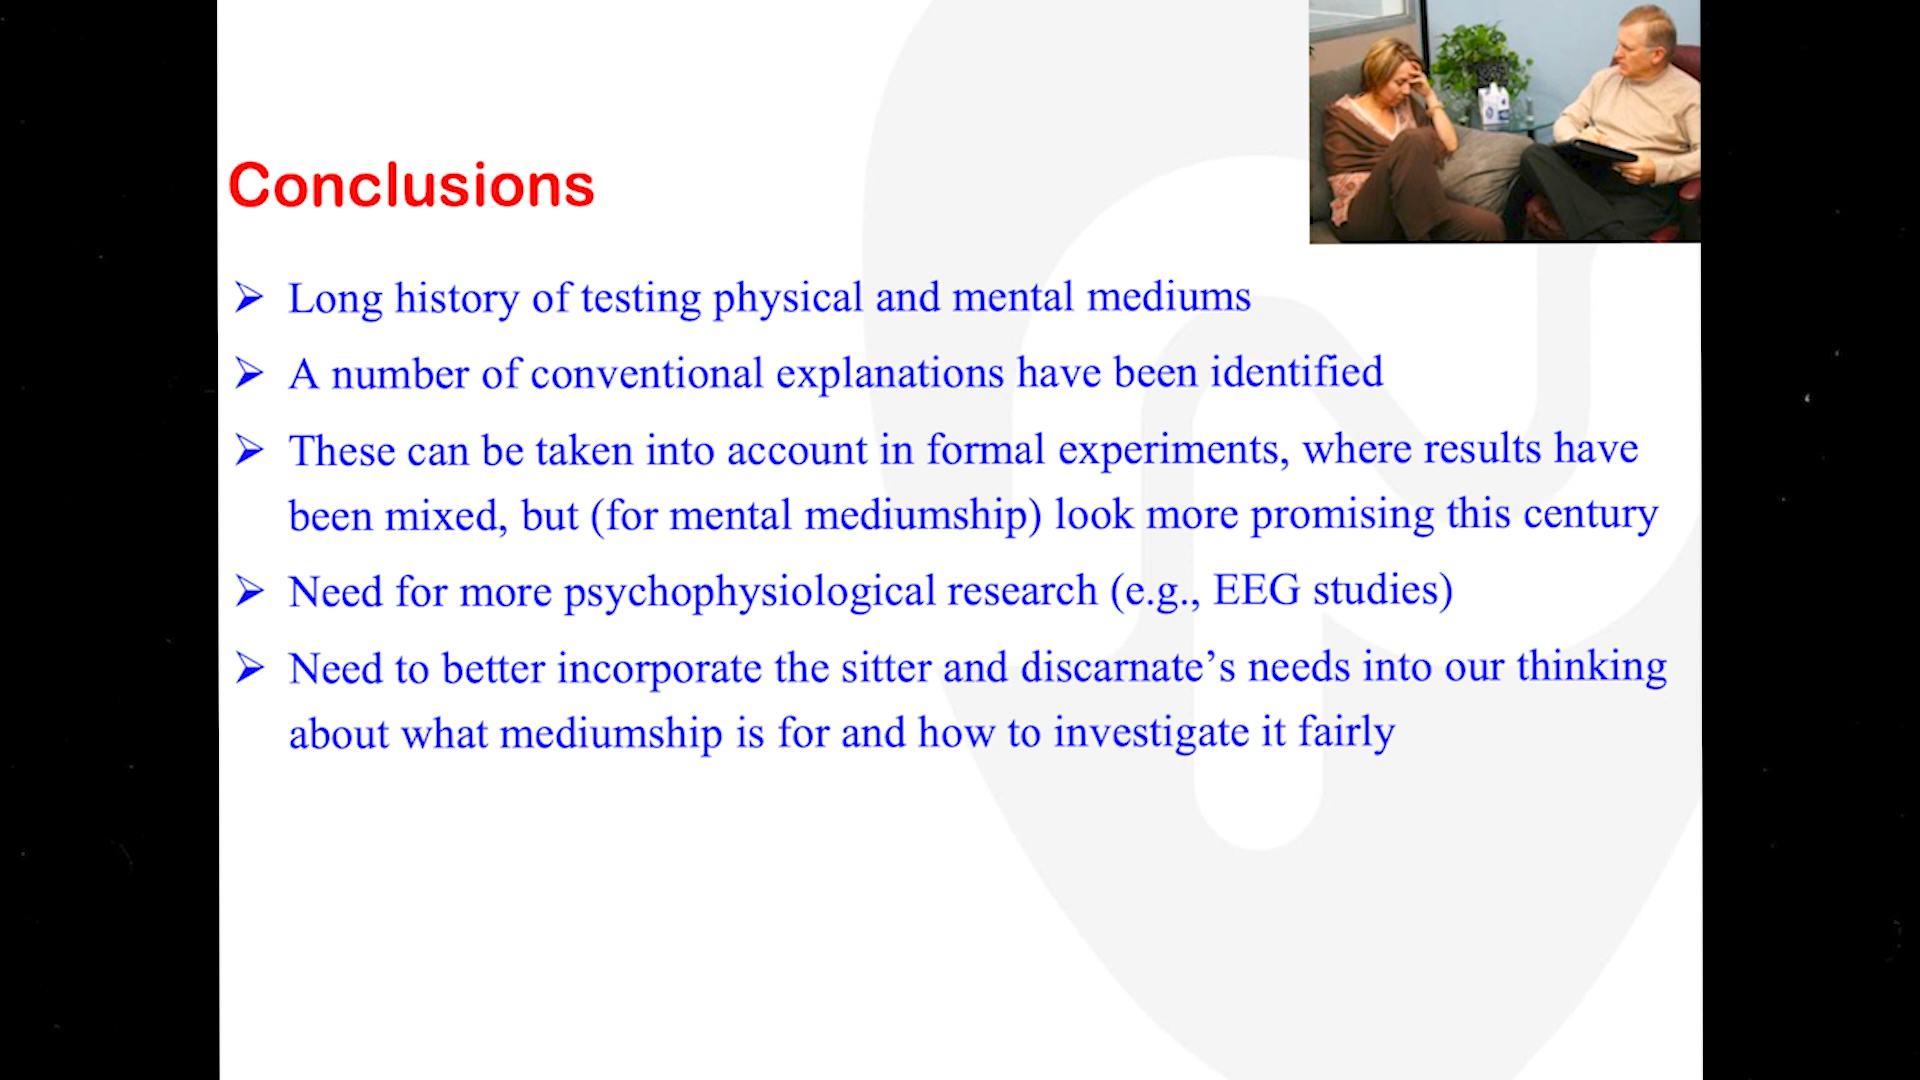 Conclusions
➢ Long history of testing physical and mental mediums
➢ A number of conventional explanations have been identified
➢ These can be taken into account in formal experiments, where results have
been mixed, but (for mental mediumship) look more promising this century
➢ Need for more psychophysiological research (e.g., EEG studies)
➢ Need to better incorporate the sitter and discarnate’s needs into our thinking
about what mediumship is for and how to investigate it fairly